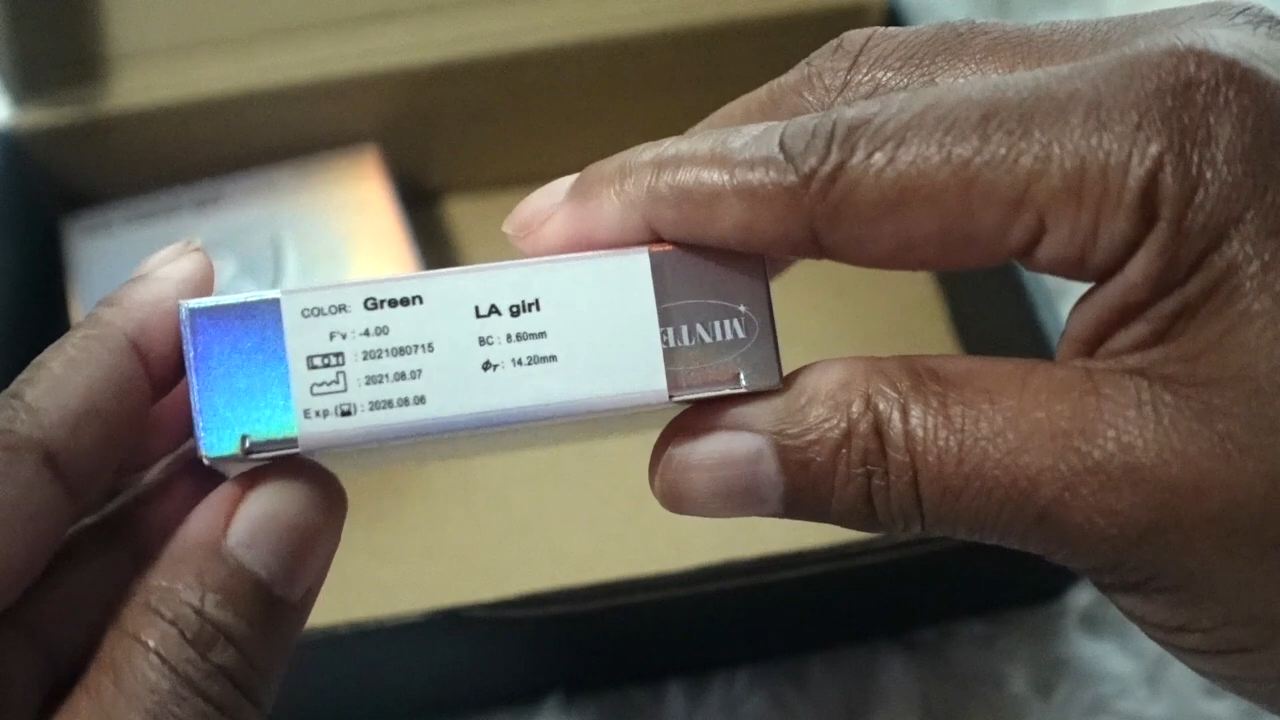 COLOR: Green
F'v : -4.00
LOT : 2021080715
: 2021.08.07
Exp.( ) : 2026.08.06
LA girl
BC : 8.60mm
φT : 14.20mm
MINTE